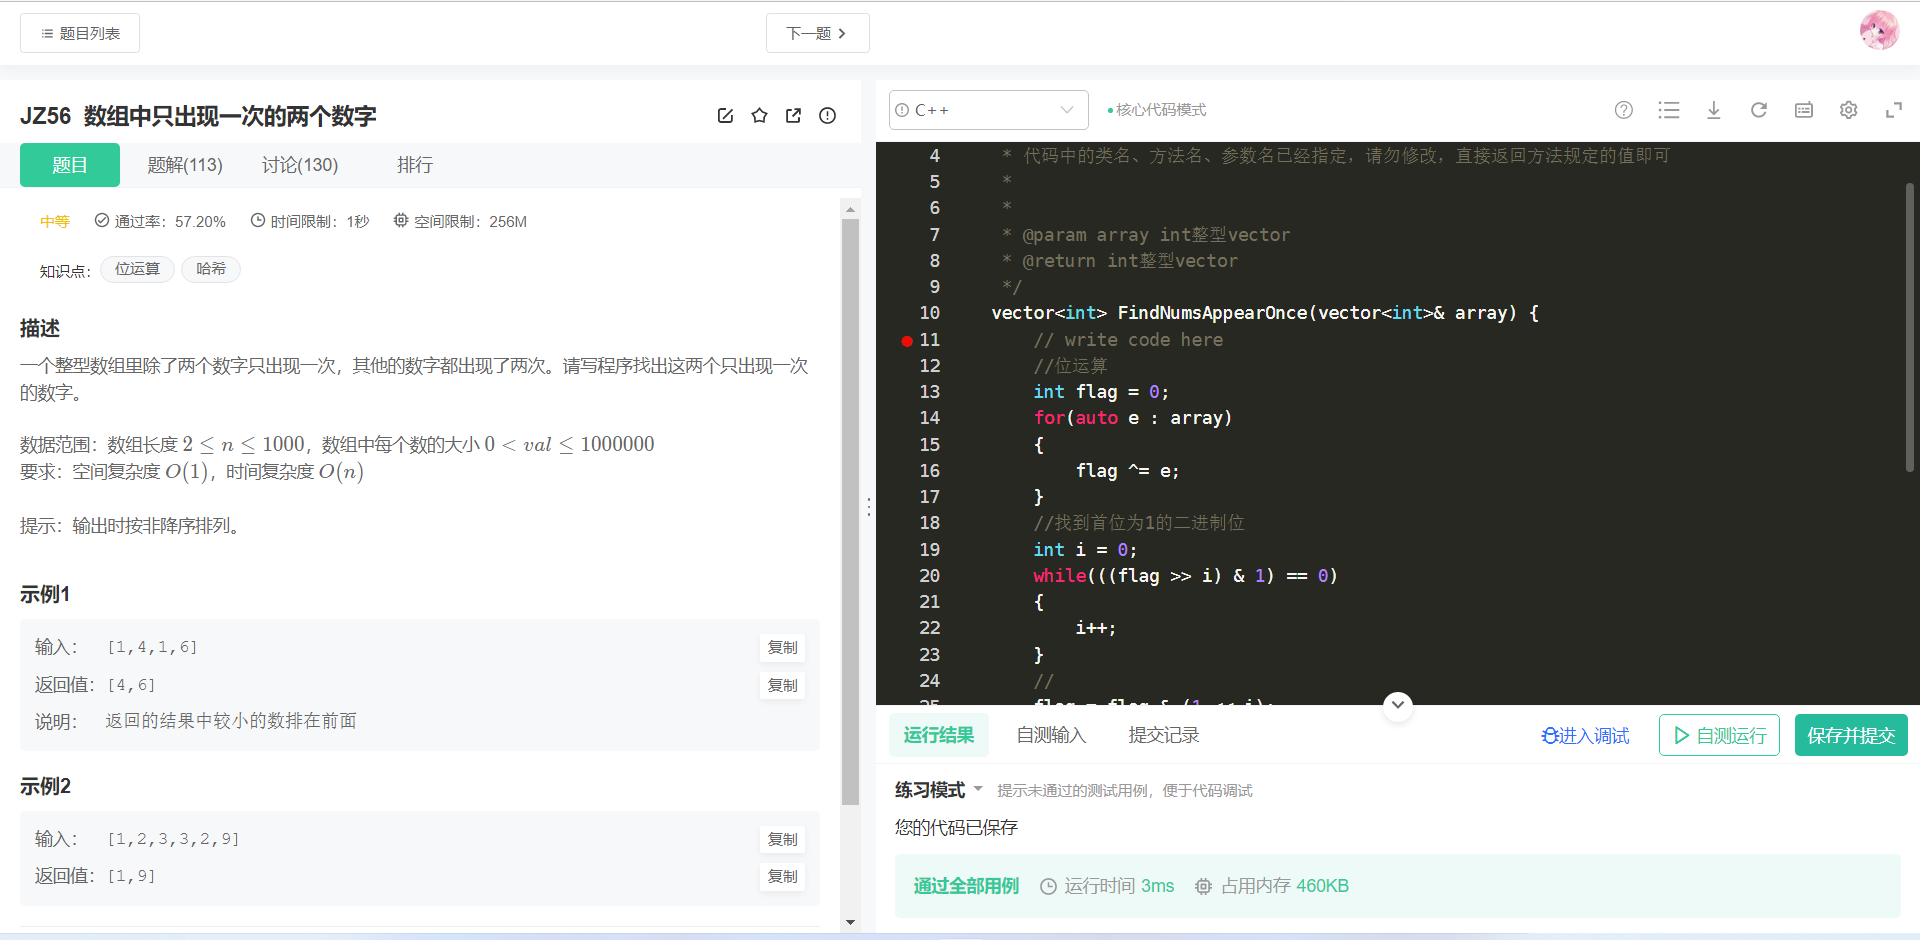 题目列表
下一题
JZ56 数组中只出现一次的两个数字
题目 题解(113) 讨论(130) 排行
中等 通过率：57.20% 时间限制：1秒 空间限制：256M
知识点： 位运算 哈希
描述
一个整型数组里除了两个数字只出现一次，其他的数字都出现了两次。请写程序找出这两个只出现一次
的数字。
数据范围：数组长度 2 ≤ n ≤ 1000，数组中每个数的大小 0 < val ≤ 1000000
要求：空间复杂度 O(1)，时间复杂度 O(n)
提示：输出时按非降序排列。
示例1
输入： [1,4,1,6] 复制
返回值： [4,6] 复制
说明： 返回的结果中较小的数排在前面
示例2
输入： [1,2,3,3,2,9] 复制
返回值： [1,9] 复制
C++ 核心代码模式
4 * 代码中的类名、方法名、参数名已经指定，请勿修改，直接返回方法规定的值即可
5 *
6 *
7 * @param array int整型vector
8 * @return int整型vector
9 */
10 vector<int> FindNumsAppearOnce(vector<int>& array) {
11 // write code here
12 //位运算
13 int flag = 0;
14 for(auto e : array)
15 {
16 flag ^= e;
17 }
18 //找到首位为1的二进制位
19 int i = 0;
20 while(((flag >> i) & 1) == 0)
21 {
22 i++;
23 }
24 //
25 flag = flag & (1 << i);
运行结果 自测输入 提交记录 进入调试 自测运行 保存并提交
练习模式 提示未通过的测试用例，便于代码调试
您的代码已保存
通过全部用例 运行时间 3ms 占用内存 460KB